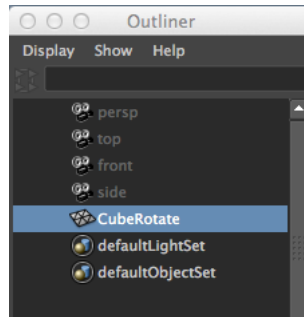 Outliner
Display Show Help
persp
top
front
side
CubeRotate
defaultLightSet
defaultObjectSet